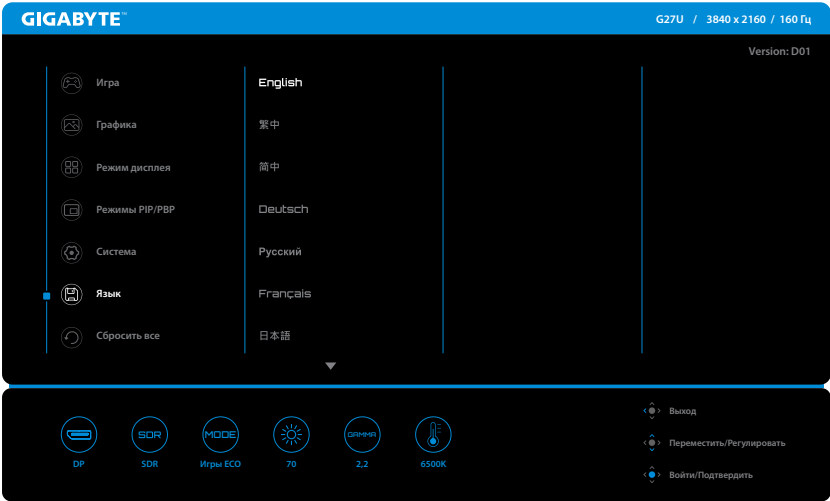 GIGABYTE™
G27U / 3840 x 2160 / 160 Гц
Version: D01
Игра
Графика
Режим дисплея
Режимы PIP/PBP
Система
Язык
Сбросить все
English
繁中
简中
Deutsch
Русский
Français
日本語
SDR
MODE
GAMMA
DP
SDR
Игры ECO
70
2,2
6500K
Выход
Переместить/Регулировать
Войти/Подтвердить